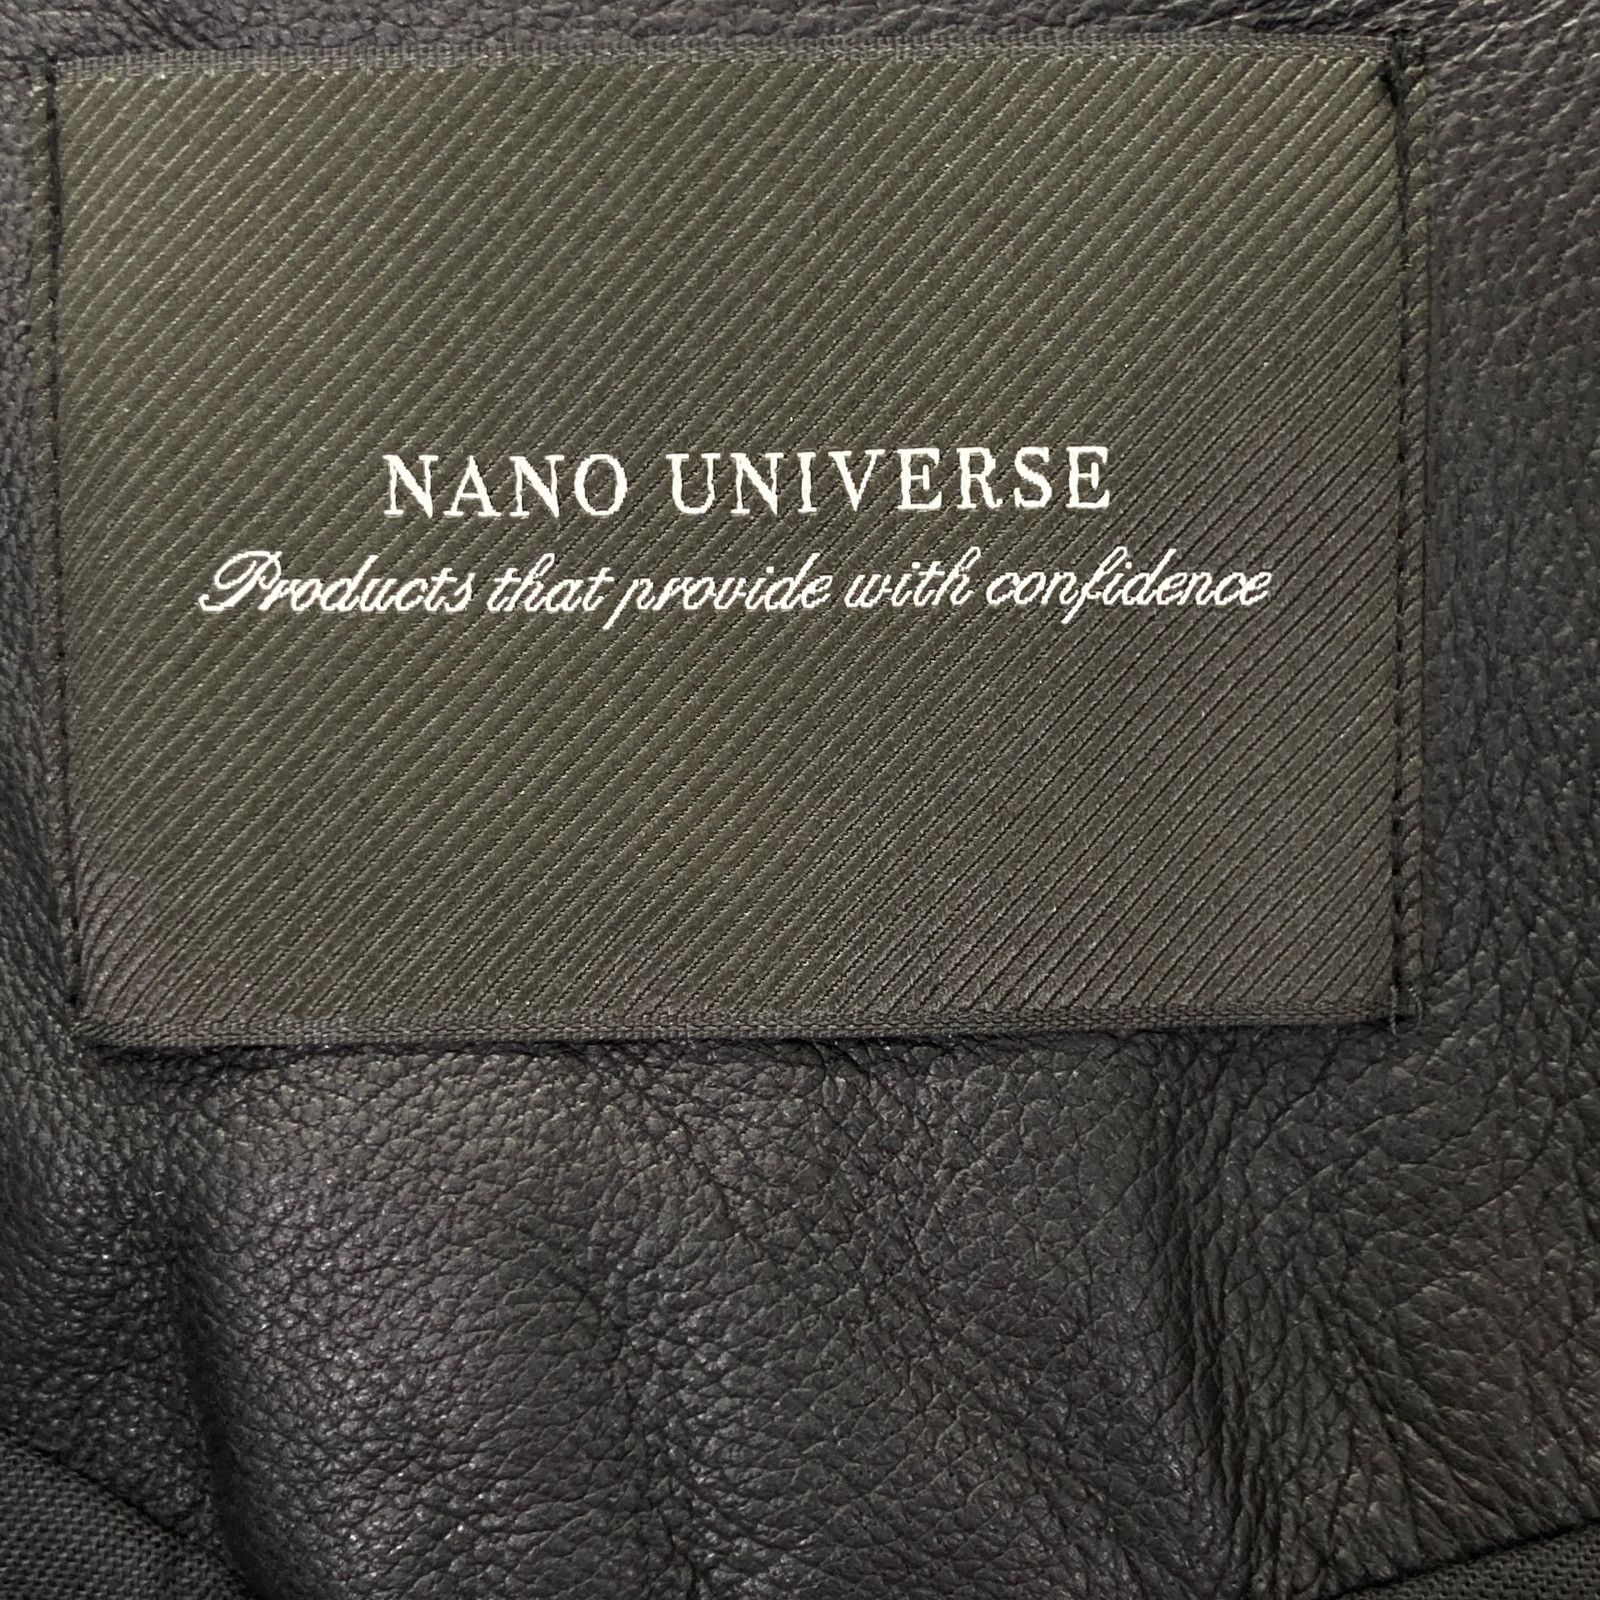 NANO UNIVERSE
Products that provide with confidence